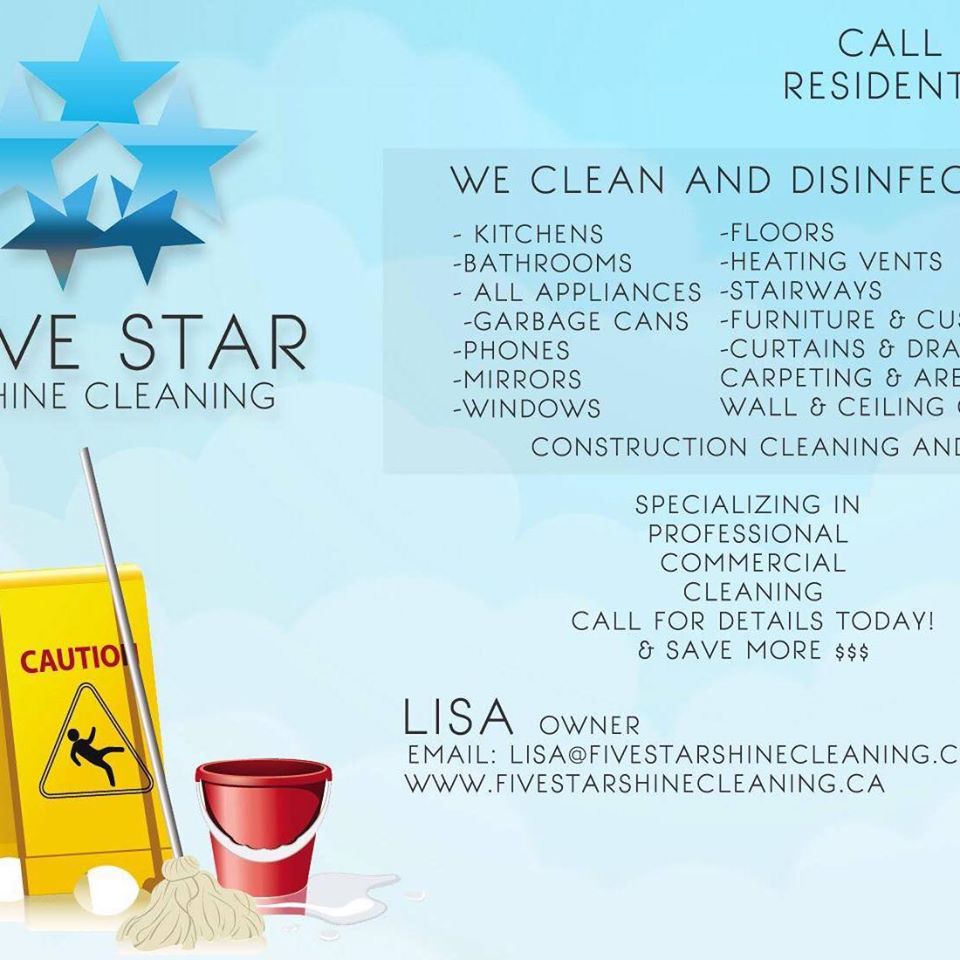 CALL
RESIDENT
VE STAR
HINE CLEANING
WE CLEAN AND DISINFEC
- KITCHENS
-BATHROOMS
- ALL APPLIANCES
-GARBAGE CANS
-PHONES
-MIRRORS
-WINDOWS
-FLOORS
-HEATING VENTS
-STAIRWAYS
-FURNITURE & CUS
-CURTAINS & DRA
CARPETING & ARE
WALL & CEILING
CONSTRUCTION CLEANING AND
SPECIALIZING IN
PROFESSIONAL
COMMERCIAL
CLEANING
CALL FOR DETAILS TODAY!
& SAVE MORE $$$
LISA OWNER
EMAIL: LISA@FIVESTARSHINECLEANING.C
WWW.FIVESTARSHINECLEANING.CA
CAUTION